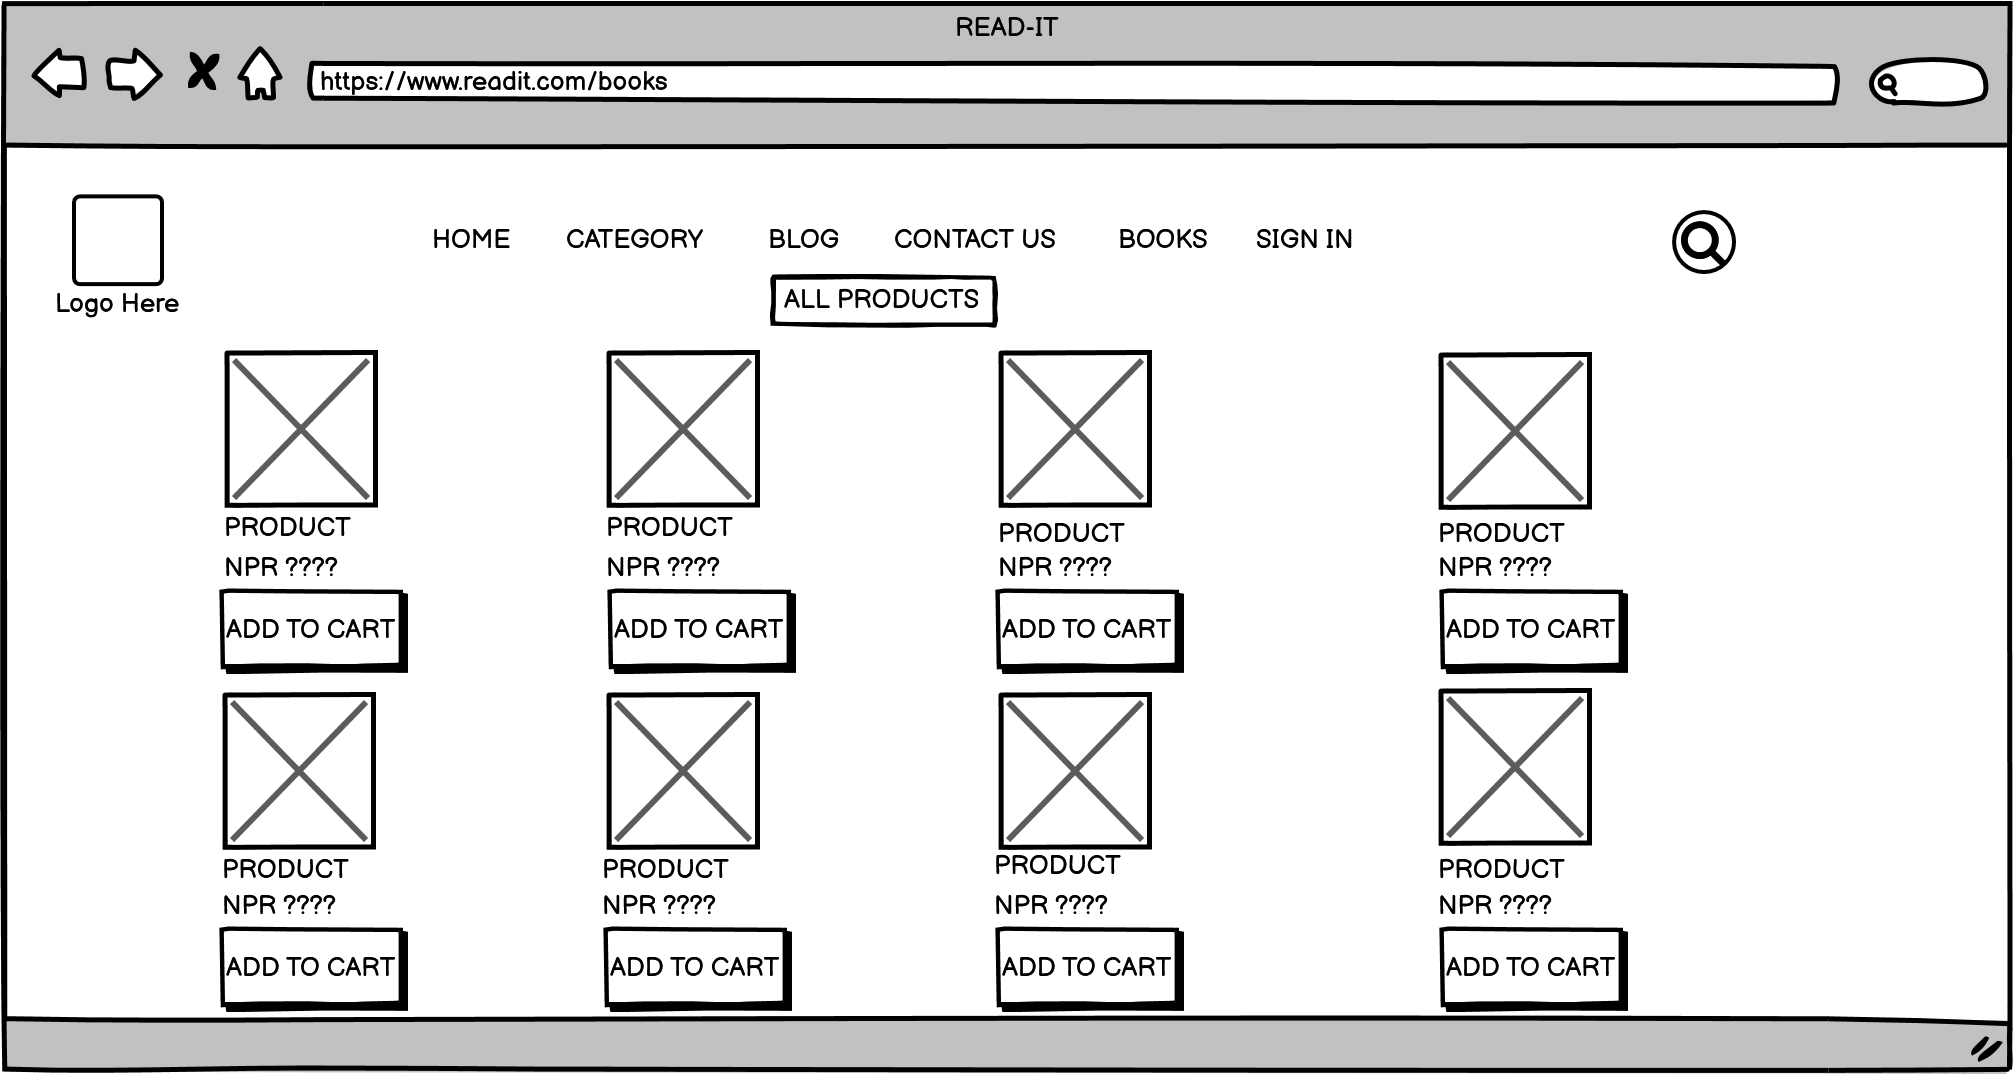 READ-IT
https://www.readit.com/books
HOME CATEGORY BLOG CONTACT US BOOKS SIGN IN
Logo Here
ALL PRODUCTS
PRODUCT PRODUCT PRODUCT PRODUCT
NPR ???? NPR ???? NPR ???? NPR ????
ADD TO CART ADD TO CART ADD TO CART ADD TO CART
PRODUCT PRODUCT PRODUCT PRODUCT
NPR ???? NPR ???? NPR ???? NPR ????
ADD TO CART ADD TO CART ADD TO CART ADD TO CART